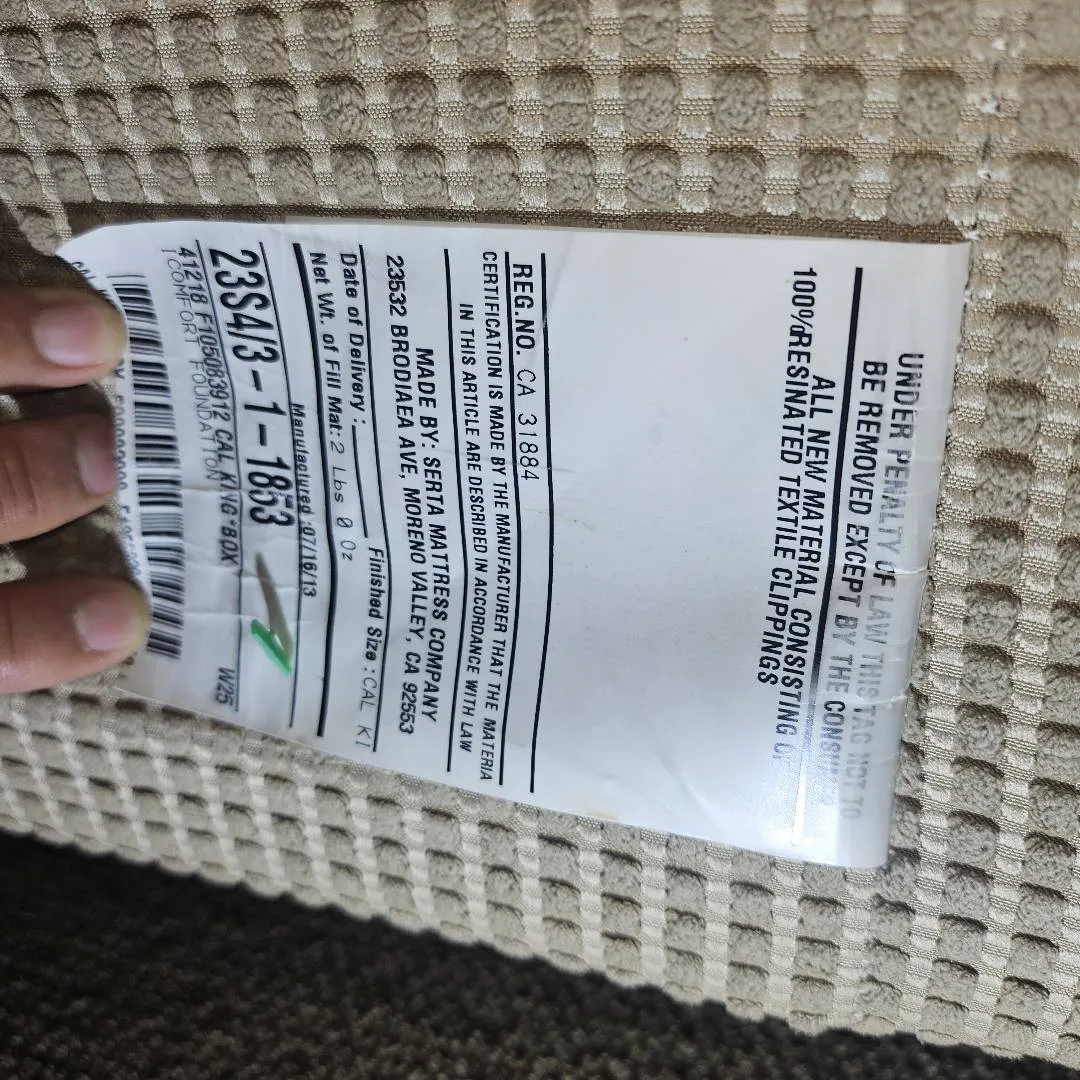 UNDER PENALTY OF LAW THIS TAG NOT TO
BE REMOVED EXCEPT BY THE CONSUMER
ALL NEW MATERIAL CONSISTING OF
100% RESINATED TEXTILE CLIPPINGS
REG.NO. CA 31884
CERTIFICATION IS MADE BY THE MANUFACTURER THAT THE MATERIA
IN THIS ARTICLE ARE DESCRIBED IN ACCORDANCE WITH LAW
MADE BY: SERTA MATTRESS COMPANY
23532 BRODIAEA AVE, MORENO VALLEY, CA 92553
Date of Delivery : Finished Size : CAL KI
Net Wt. of Fill Mat: 2 Lbs 0 Oz
Manufactured :07/16/13
23S4/3-1-1853
41218 F105083912 CAL KING*BOX W25
TCOMFORT FOUNDATION